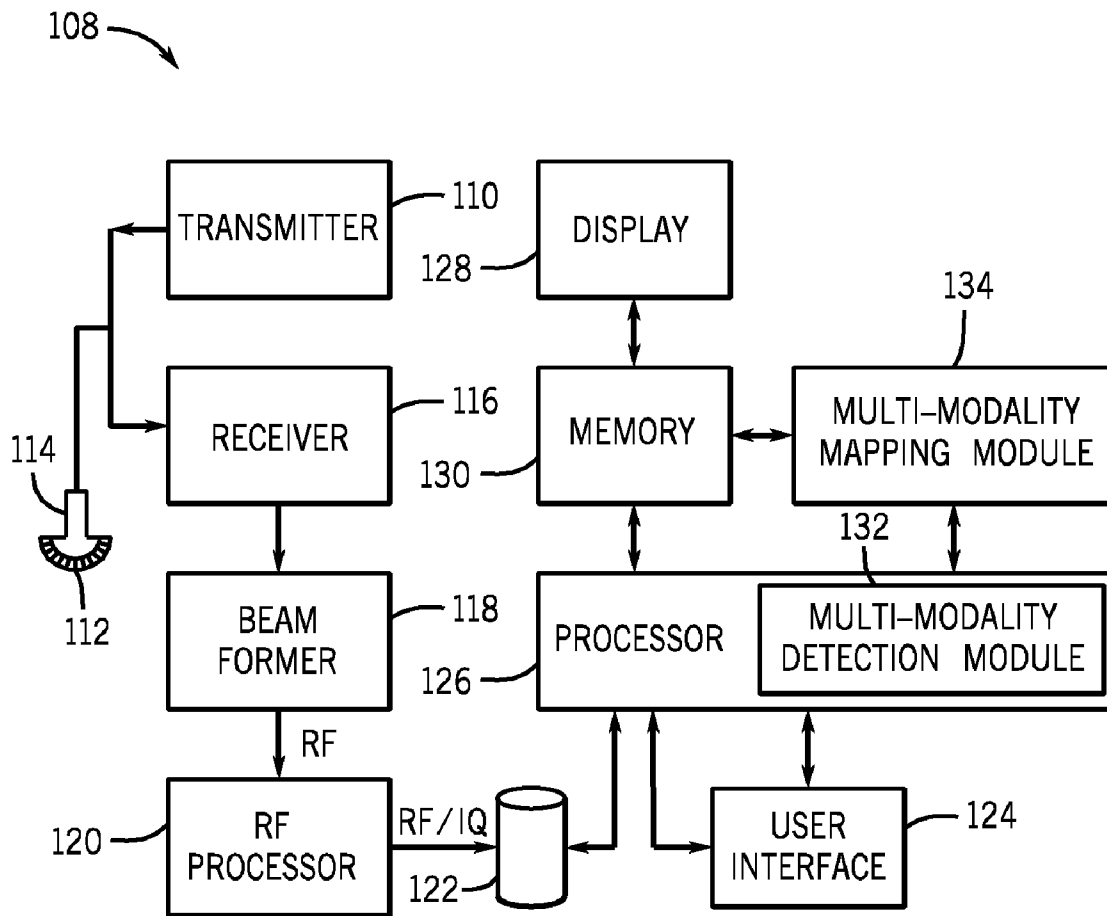 108
TRANSMITTER
110
DISPLAY
128
134
RECEIVER
116
MEMORY
130
MULTI-MODALITY
MAPPING MODULE
114
112
132
BEAM
FORMER
118
PROCESSOR
126
MULTI-MODALITY
DETECTION MODULE
RF
RF
PROCESSOR
120
RF/IQ
122
USER
INTERFACE
124